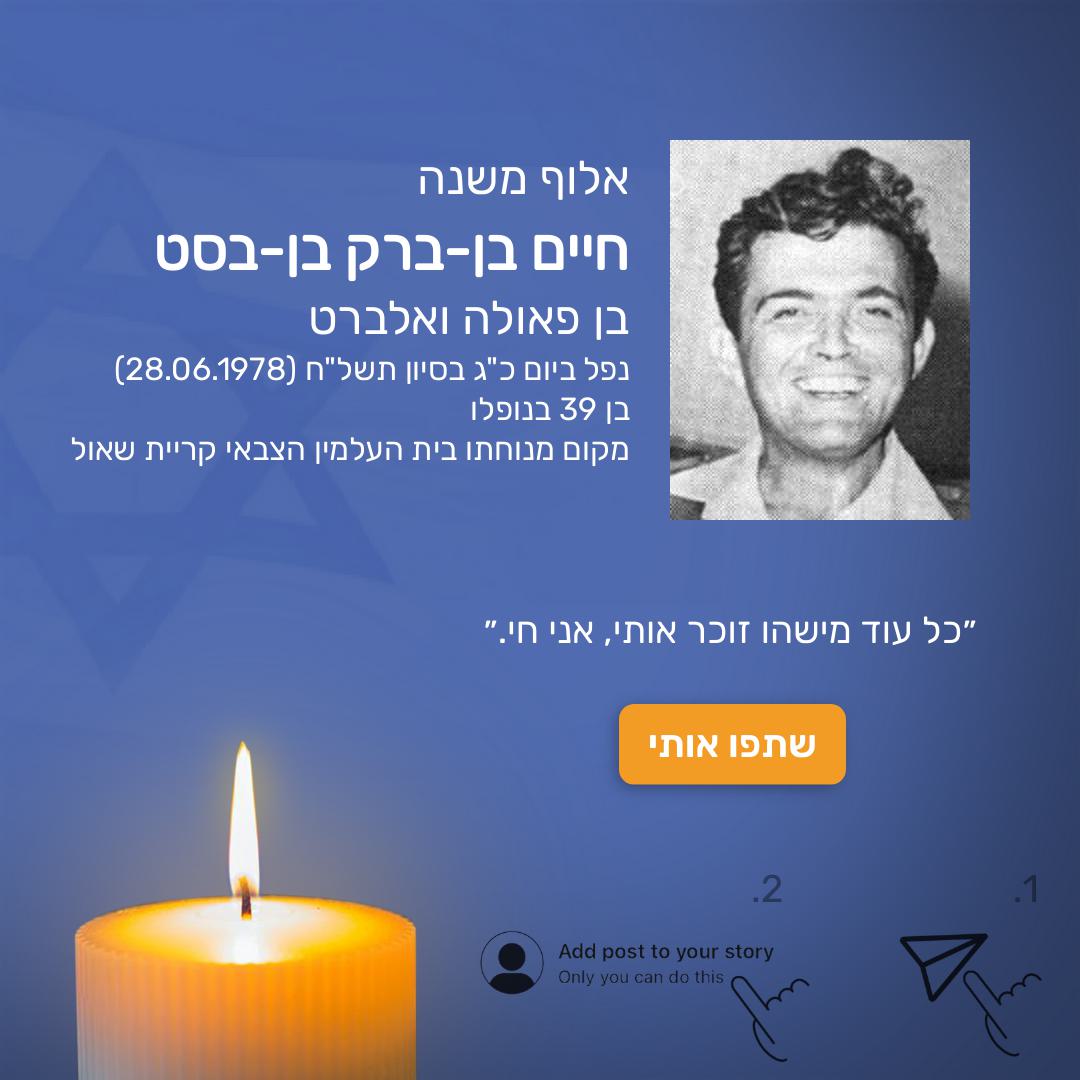 אלוף משנה
חיים בן-ברק בן-בסט
בן פאולה ואלברט
נפל ביום כ"ג בסיון תשל"ח (28.06.1978)
בן 39 בנופלו
מקום מנוחתו בית העלמין הצבאי קריית שאול
״כל עוד מישהו זוכר אותי, אני חי.״
שתפו אותי
1.
2.
Add post to your story
Only you can do this